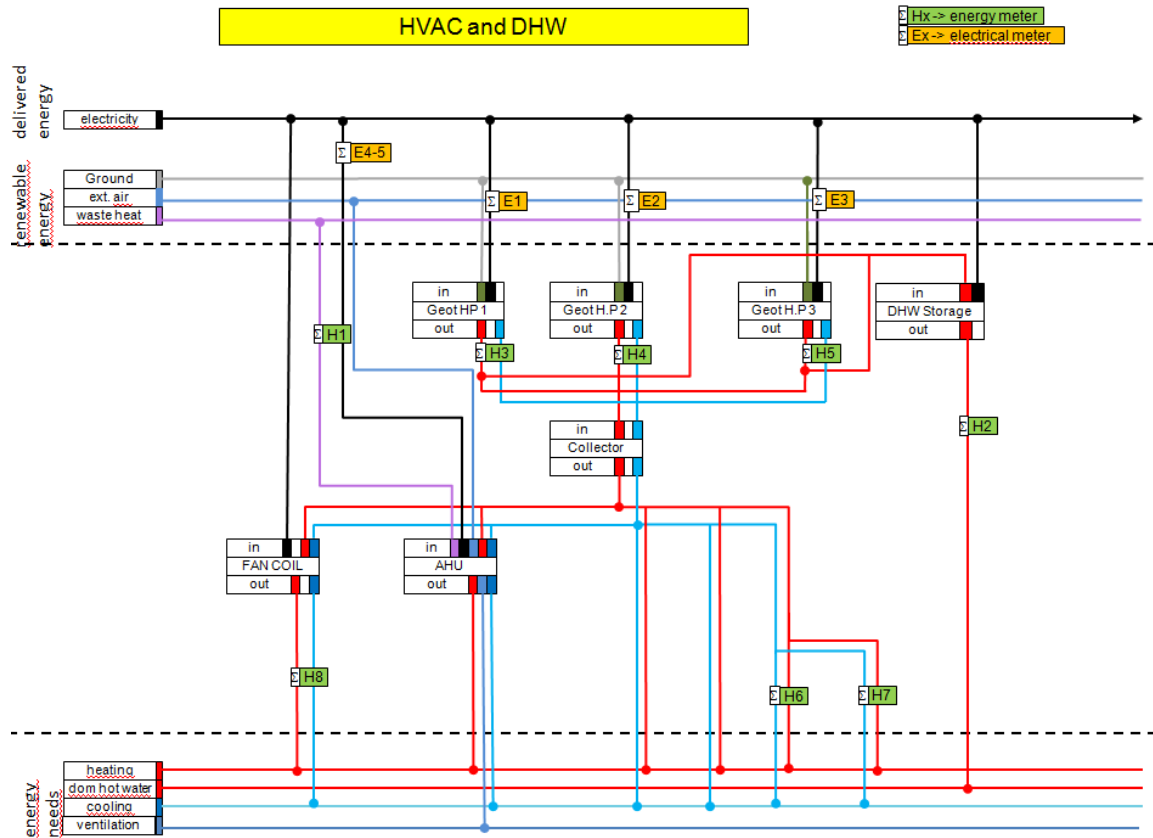 HVAC and DHW
Σ Hx -> energy meter
Σ Ex -> electrical meter
delivered
energy
electricity
Σ E4-5
renewable
energy
Ground
ext. air
waste heat
Σ E1
Σ E2
Σ E3
in
Geot HP 1
out
in
Geot H.P 2
out
in
Geot H.P 3
out
in
DHW Storage
out
Σ H1
Σ H3
Σ H4
Σ H5
in
Collector
out
Σ H2
in
FAN COIL
out
in
AHU
out
Σ H8
Σ H6
Σ H7
energy
needs
heating
dom hot water
cooling
ventilation